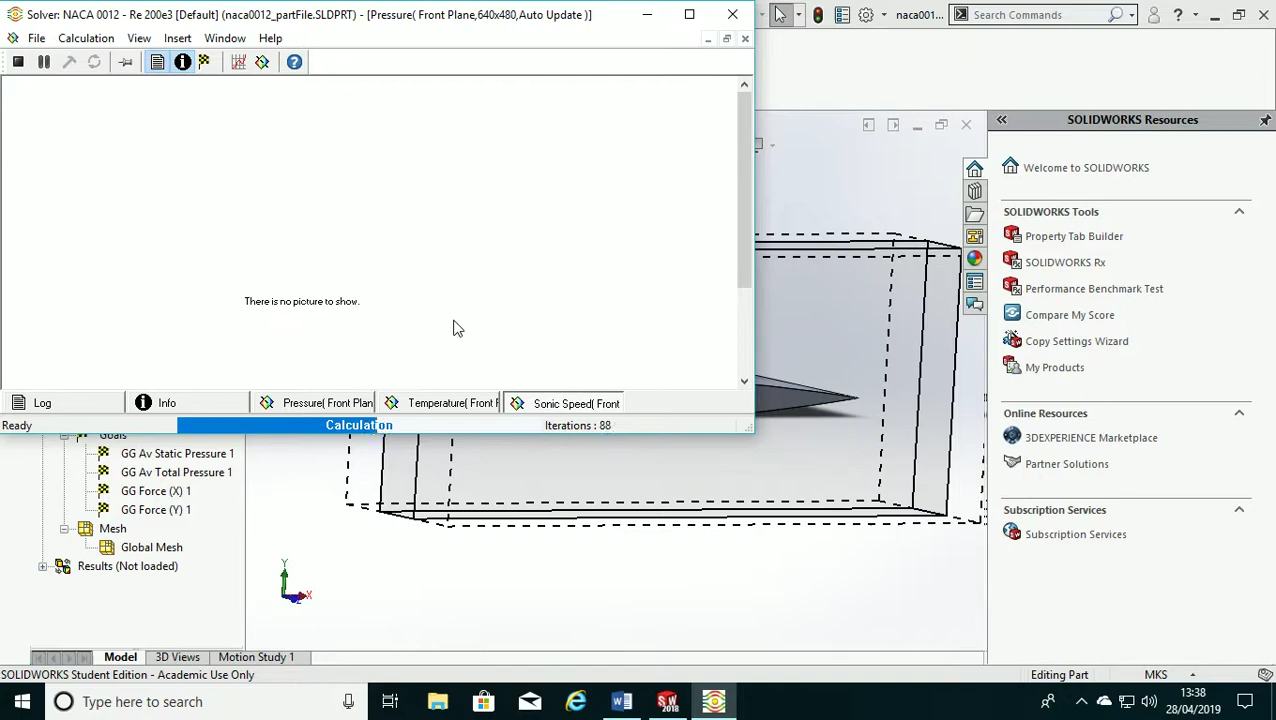 Solver: NACA 0012 - Re 200e3 [Default] (naca0012_partFile.SLDPRT) - [Pressure( Front Plane,640x480,Auto Update )]
naca001...
Search Commands
File Calculation View Insert Window Help
SOLIDWORKS Resources
Welcome to SOLIDWORKS
SOLIDWORKS Tools
Property Tab Builder
SOLIDWORKS Rx
Performance Benchmark Test
Compare My Score
Copy Settings Wizard
My Products
Online Resources
3DEXPERIENCE Marketplace
Partner Solutions
Subscription Services
Subscription Services
There is no picture to show.
Log Info Pressure( Front Plan Temperature( Front Sonic Speed( Front
Ready Calculation Iterations : 88
Goals
GG Av Static Pressure 1
GG Av Total Pressure 1
GG Force (X) 1
GG Force (Y) 1
Mesh
Global Mesh
Results (Not loaded)
Y
X
Z
Model 3D Views Motion Study 1
SOLIDWORKS Student Edition - Academic Use Only
Editing Part MKS
Type here to search
13:38
28/04/2019